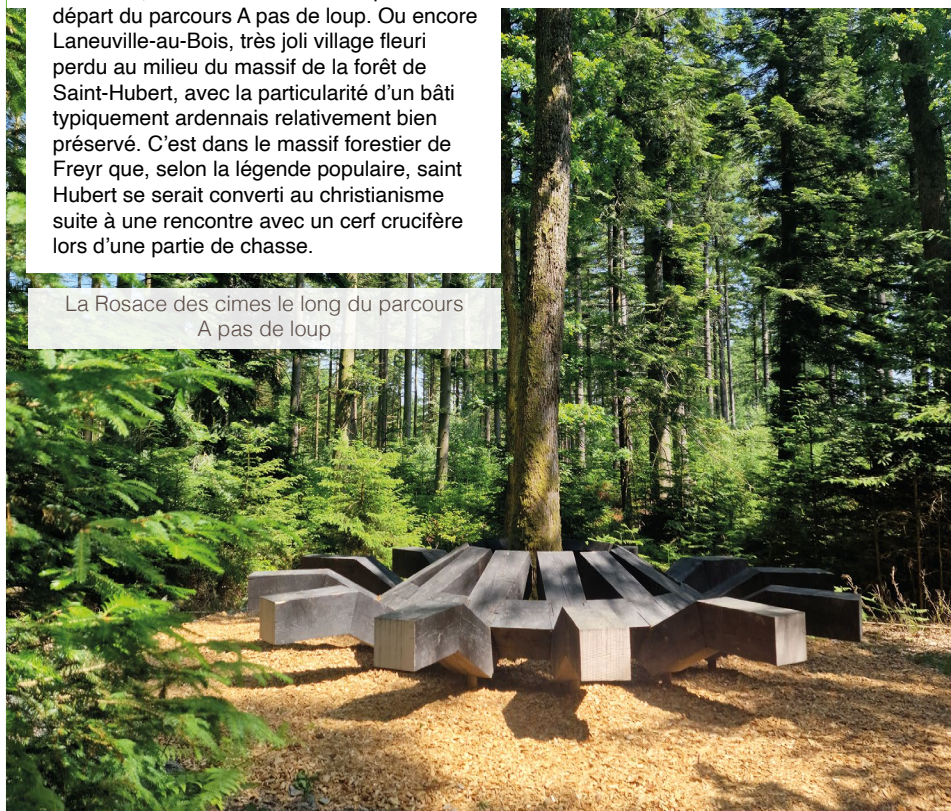 départ du parcours A pas de loup. Ou encore
Laneuville-au-Bois, très joli village fleuri
perdu au milieu du massif de la forêt de
Saint-Hubert, avec la particularité d’un bâti
typiquement ardennais relativement bien
préservé. C’est dans le massif forestier de
Freyr que, selon la légende populaire, saint
Hubert se serait converti au christianisme
suite à une rencontre avec un cerf crucifère
lors d’une partie de chasse.
La Rosace des cimes le long du parcours
A pas de loup